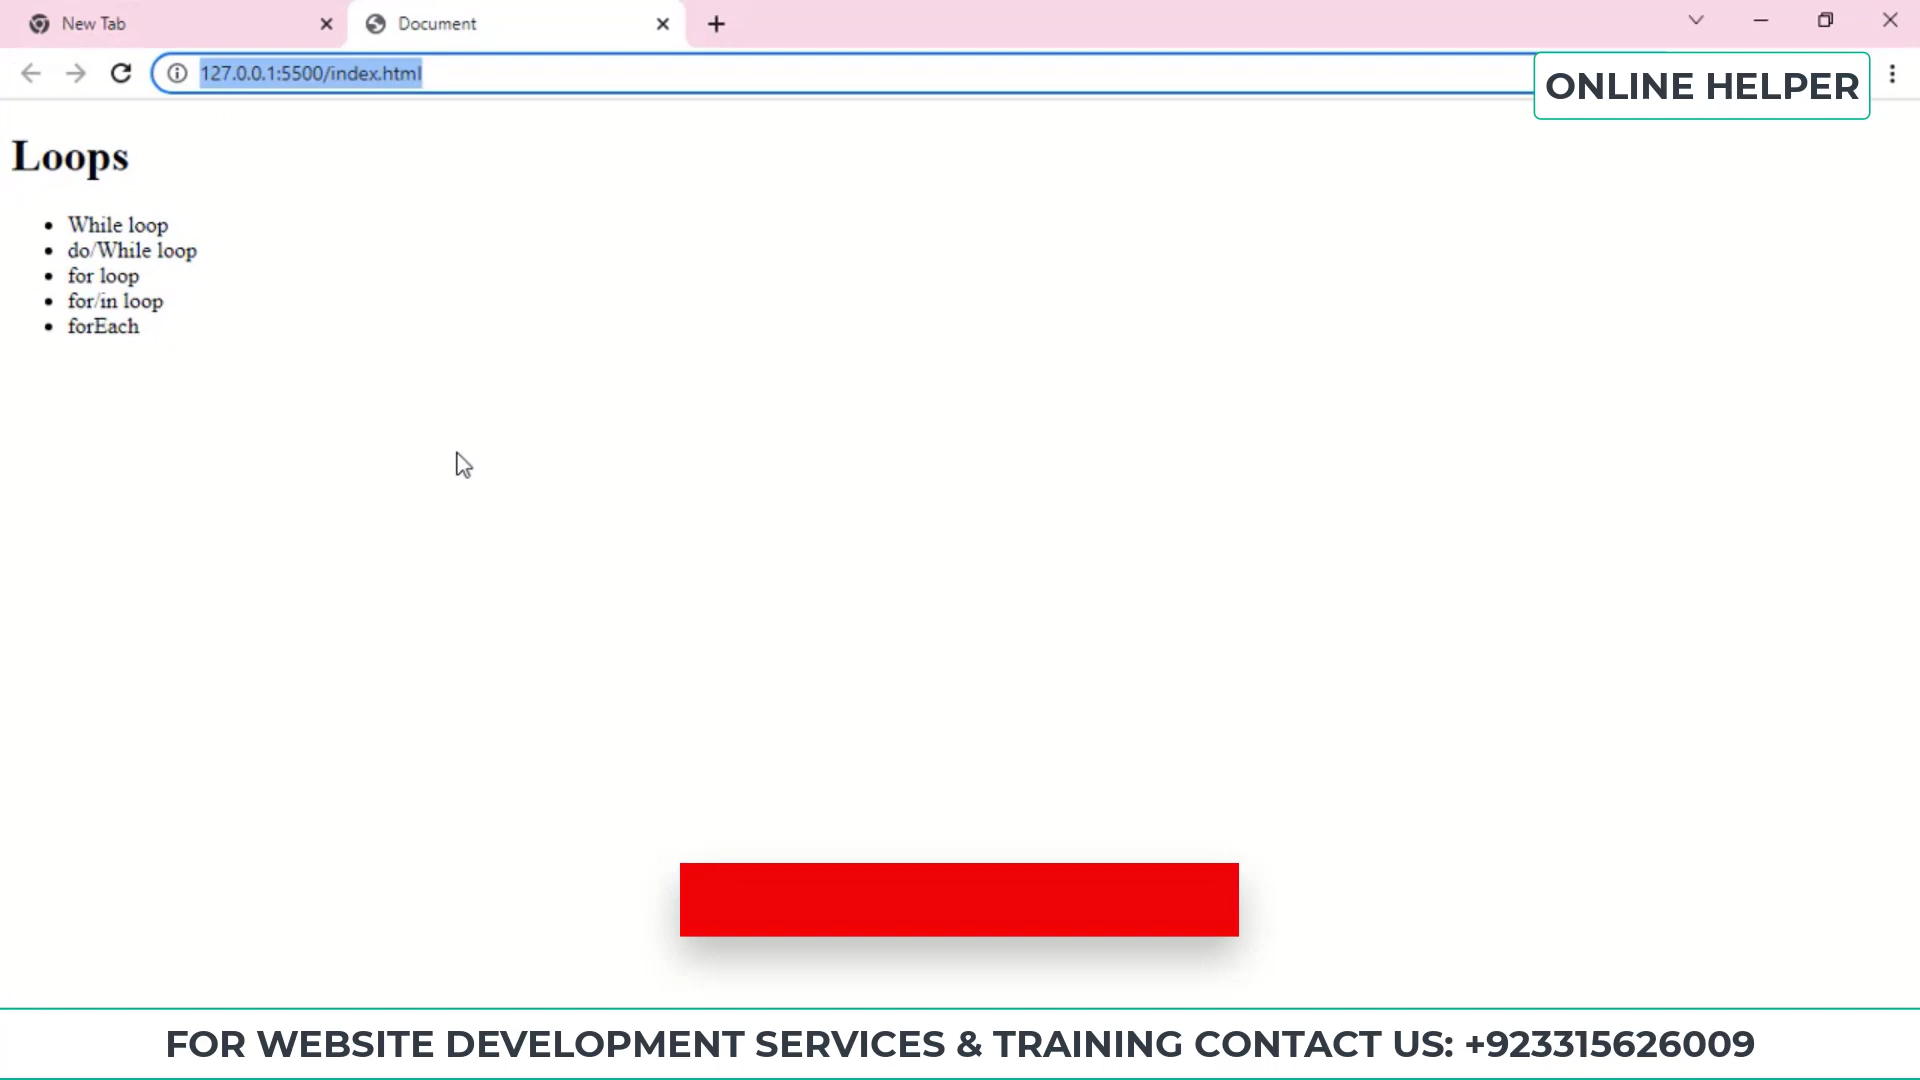 New Tab
Document
127.0.0.1:5500/index.html
ONLINE HELPER
Loops
While loop
do/While loop
for loop
for/in loop
forEach
FOR WEBSITE DEVELOPMENT SERVICES & TRAINING CONTACT US: +923315626009